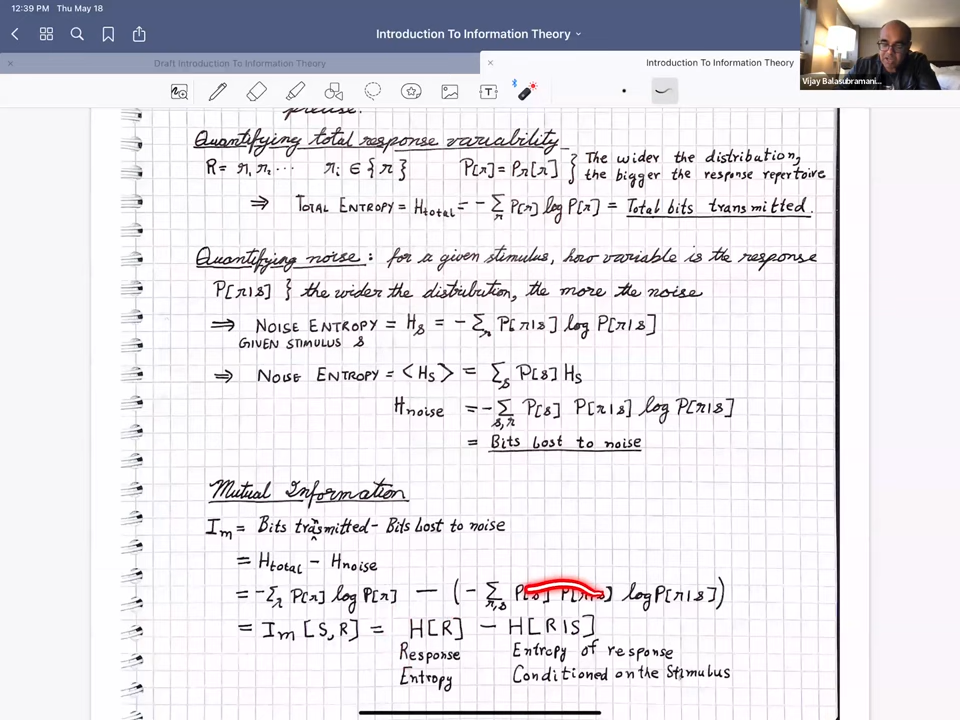 12:39 PM Thu May 18
Introduction To Information Theory
Draft Introduction To Information Theory
Introduction To Information Theory
Vijay Balasubramani...
precise.
Quantifying total response variability
R = r₁ r₂ ... rᵢ ∈ {r} P[r] = Pr[r] } The wider the distribution,
the bigger the response repertoire
⇒ TOTAL ENTROPY = H_total = - Σ_r P[r] log P[r] = Total bits transmitted.
Quantifying noise: for a given stimulus, how variable is the response
P[r|s] } the wider the distribution, the more the noise
⇒ NOISE ENTROPY = H_s = - Σ_r P[r|s] log P[r|s]
GIVEN STIMULUS s
⇒ NOISE ENTROPY = <H_s> = Σ_s P[s] H_s
H_noise = - Σ_{s,r} P[s] P[r|s] log P[r|s]
= Bits Lost to noise
Mutual Information
I_m = Bits transmitted - Bits Lost to noise
= H_total - H_noise
= - Σ_r P[r] log P[r] - (- Σ_{r,s} P[s] P[r|s] log P[r|s])
= I_m [S,R] = H[R] - H[R|S]
Response Entropy of response
Entropy Conditioned on the Stimulus